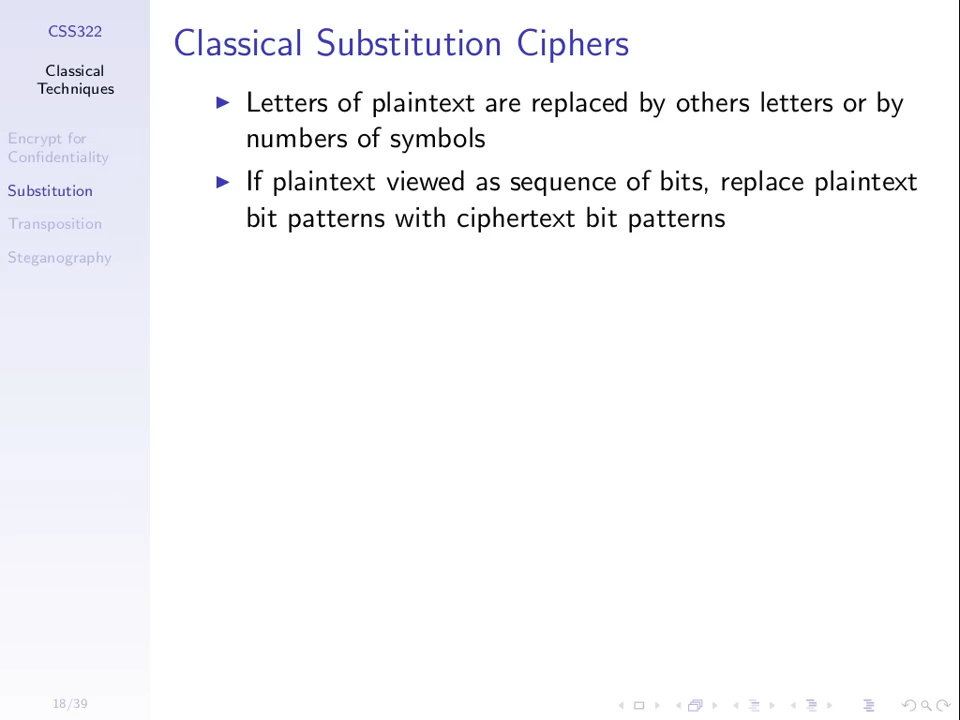 CSS322
Classical
Techniques
Encrypt for
Confidentiality
Substitution
Transposition
Steganography
18/39
Classical Substitution Ciphers
Letters of plaintext are replaced by others letters or by
numbers of symbols
If plaintext viewed as sequence of bits, replace plaintext
bit patterns with ciphertext bit patterns